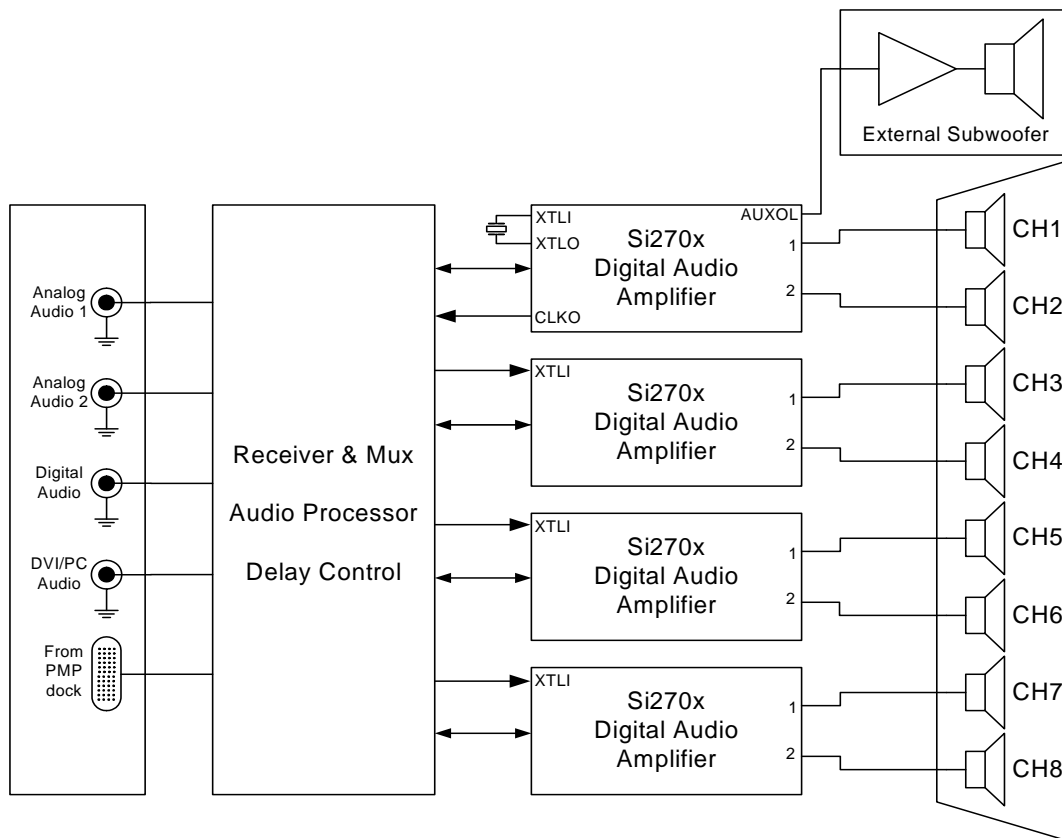 External Subwoofer
Analog
Audio 1
Analog
Audio 2
Digital
Audio
DVI/PC
Audio
From
PMP
dock
Receiver & Mux
Audio Processor
Delay Control
XTLI
XTLO
CLKO
AUXOL
1
2
Si270x
Digital Audio
Amplifier
XTLI
1
2
Si270x
Digital Audio
Amplifier
XTLI
1
2
Si270x
Digital Audio
Amplifier
XTLI
1
2
Si270x
Digital Audio
Amplifier
CH1
CH2
CH3
CH4
CH5
CH6
CH7
CH8